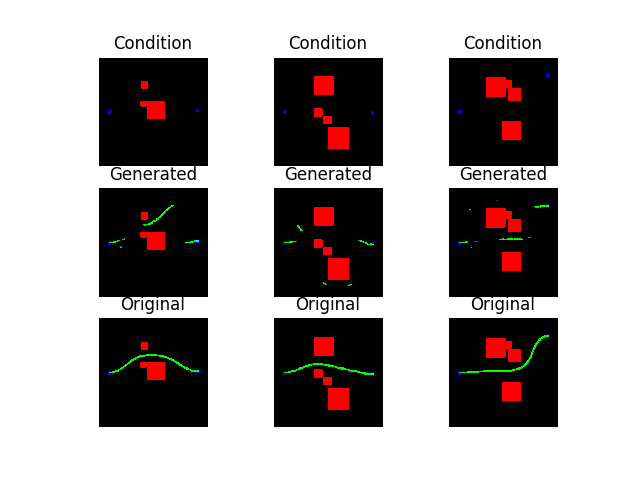 Condition Condition Condition
Generated Generated Generated
Original Original Original